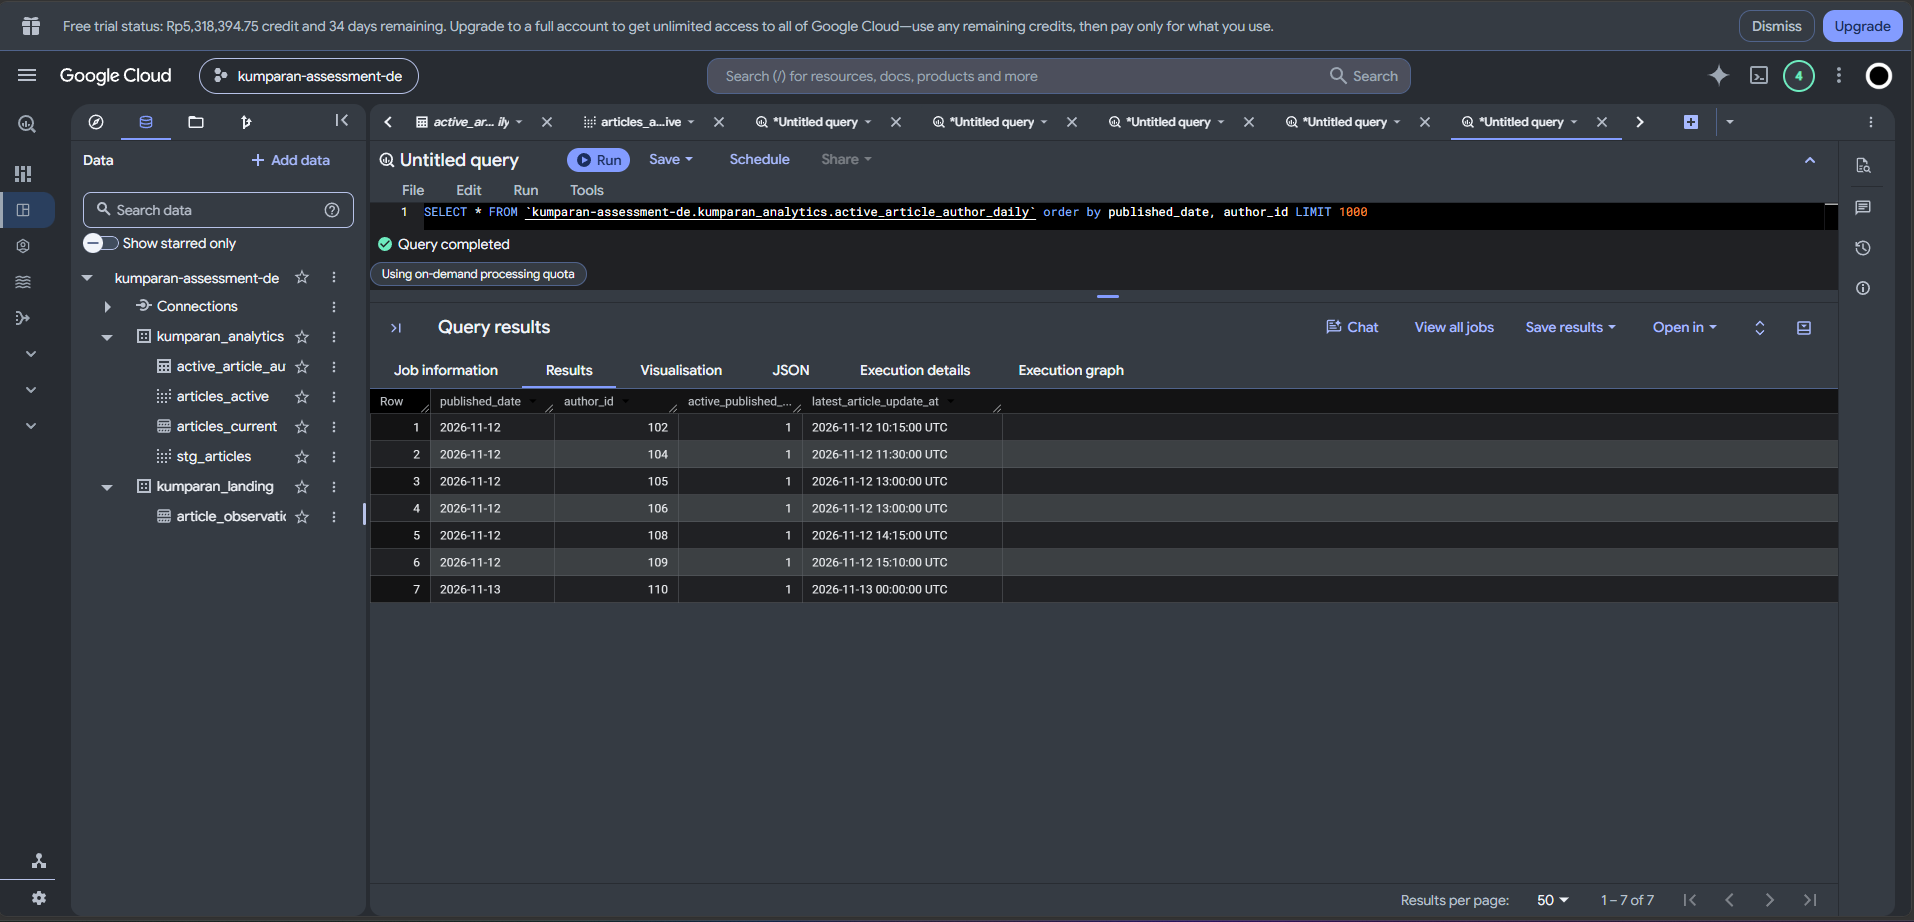 Free trial status: Rp5,318,394.75 credit and 34 days remaining. Upgrade to a full account to get unlimited access to all of Google Cloud—use any remaining credits, then pay only for what you use.
Dismiss
Upgrade
Google Cloud
kumparan-assessment-de
Search (/) for resources, docs, products and more
Search
4
active_ar... ily
articles_a...ive
*Untitled query
*Untitled query
*Untitled query
*Untitled query
*Untitled query
Data
Add data
Search data
Show starred only
kumparan-assessment-de
Connections
kumparan_analytics
active_article_au
articles_active
articles_current
stg_articles
kumparan_landing
article_observatic
Untitled query
Run
Save
Schedule
Share
File Edit Run Tools
1 SELECT * FROM `kumparan-assessment-de.kumparan_analytics.active_article_author_daily` order by published_date, author_id LIMIT 1000
Query completed
Using on-demand processing quota
Query results
Chat
View all jobs
Save results
Open in
Job information Results Visualisation JSON Execution details Execution graph
Row published_date author_id active_published_... latest_article_update_at
1 2026-11-12 102 1 2026-11-12 10:15:00 UTC
2 2026-11-12 104 1 2026-11-12 11:30:00 UTC
3 2026-11-12 105 1 2026-11-12 13:00:00 UTC
4 2026-11-12 106 1 2026-11-12 13:00:00 UTC
5 2026-11-12 108 1 2026-11-12 14:15:00 UTC
6 2026-11-12 109 1 2026-11-12 15:10:00 UTC
7 2026-11-13 110 1 2026-11-13 00:00:00 UTC
Results per page: 50 1 – 7 of 7